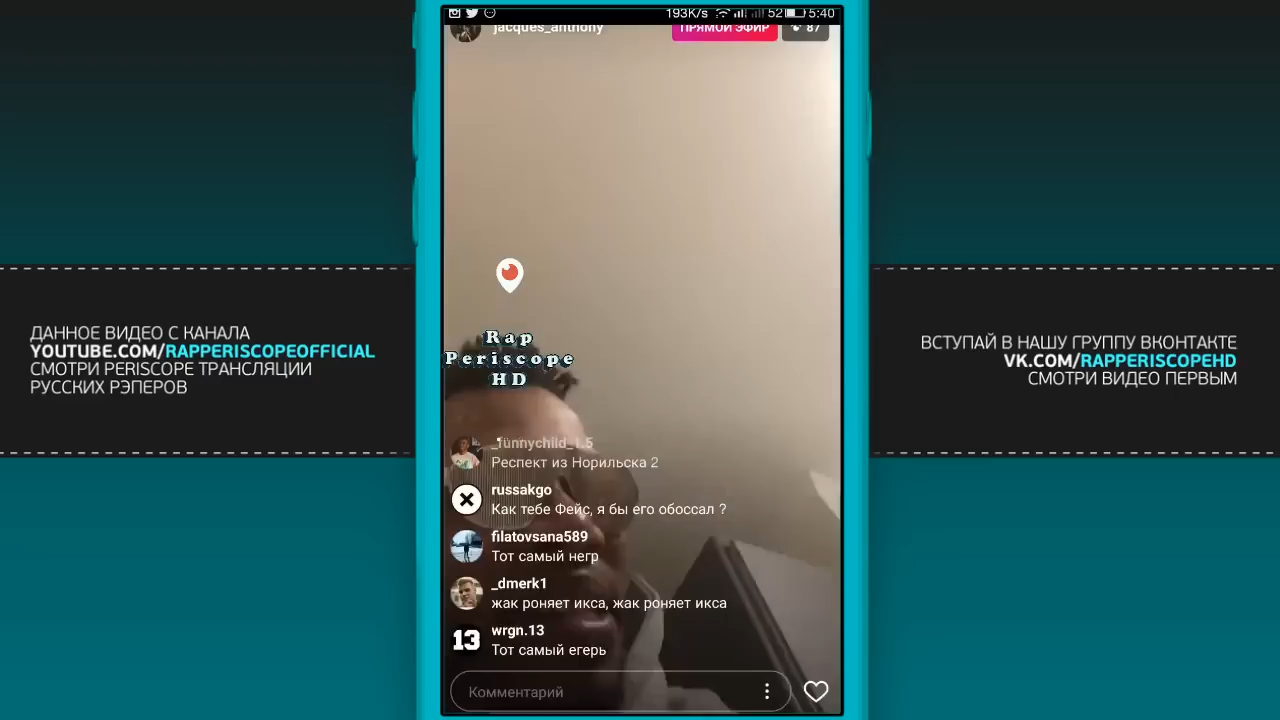 193K/s 52 5:40
jacques_anthony ПРЯМОЙ ЭФИР 87
ДАННОЕ ВИДЕО С КАНАЛА
YOUTUBE.COM/RAPPERISCOPEOFFICIAL
СМОТРИ PERISCOPE ТРАНСЛЯЦИИ
РУССКИХ РЭПЕРОВ
Rap
Periscope
HD
_funnychild_1.5
Респект из Норильска 2
russakgo
Как тебе Фейс, я бы его обоссал ?
filatovsana589
Тот самый негр
_dmerk1
жак роняет икса, жак роняет икса
13
wrgn.13
Тот самый егерь
Комментарий
ВСТУПАЙ В НАШУ ГРУППУ ВКОНТАКТЕ
VK.COM/RAPPERISCOPEHD
СМОТРИ ВИДЕО ПЕРВЫМ